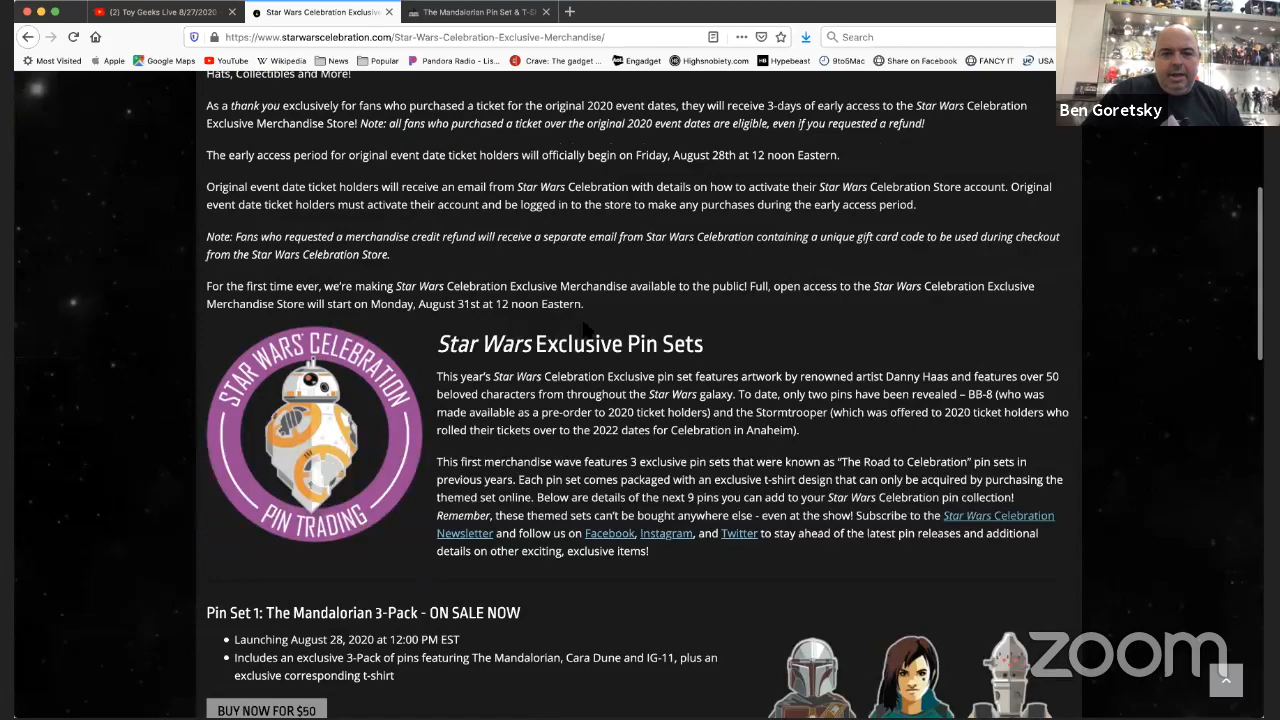 (2) Toy Geeks Live 8/27/2020
Star Wars Celebration Exclusive
The Mandalorian Pin Set & T-S
https://www.starwarscelebration.com/Star-Wars-Celebration-Exclusive-Merchandise/
Search
Most Visited
Apple
Google Maps
YouTube
Wikipedia
News
Popular
Pandora Radio - Lis...
Crave: The gadget ...
Engadget
Highsnobiety.com
Hypebeast
9to5Mac
Share on Facebook
FANCY IT
USA
Ben Goretsky
Hats, Collectibles and More!
As a thank you exclusively for fans who purchased a ticket for the original 2020 event dates, they will receive 3-days of early access to the Star Wars Celebration
Exclusive Merchandise Store! Note: all fans who purchased a ticket over the original 2020 event dates are eligible, even if you requested a refund!
The early access period for original event date ticket holders will officially begin on Friday, August 28th at 12 noon Eastern.
Original event date ticket holders will receive an email from Star Wars Celebration with details on how to activate their Star Wars Celebration Store account. Original
event date ticket holders must activate their account and be logged in to the store to make any purchases during the early access period.
Note: Fans who requested a merchandise credit refund will receive a separate email from Star Wars Celebration containing a unique gift card code to be used during checkout
from the Star Wars Celebration Store.
For the first time ever, we're making Star Wars Celebration Exclusive Merchandise available to the public! Full, open access to the Star Wars Celebration Exclusive
Merchandise Store will start on Monday, August 31st at 12 noon Eastern.
STAR WARS CELEBRATION
PIN TRADING
Star Wars Exclusive Pin Sets
This year's Star Wars Celebration Exclusive pin set features artwork by renowned artist Danny Haas and features over 50
beloved characters from throughout the Star Wars galaxy. To date, only two pins have been revealed – BB-8 (who was
made available as a pre-order to 2020 ticket holders) and the Stormtrooper (which was offered to 2020 ticket holders who
rolled their tickets over to the 2022 dates for Celebration in Anaheim).
This first merchandise wave features 3 exclusive pin sets that were known as "The Road to Celebration" pin sets in
previous years. Each pin set comes packaged with an exclusive t-shirt design that can only be acquired by purchasing the
themed set online. Below are details of the next 9 pins you can add to your Star Wars Celebration pin collection!
Remember, these themed sets can't be bought anywhere else - even at the show! Subscribe to the Star Wars Celebration
Newsletter and follow us on Facebook, Instagram, and Twitter to stay ahead of the latest pin releases and additional
details on other exciting, exclusive items!
Pin Set 1: The Mandalorian 3-Pack - ON SALE NOW
Launching August 28, 2020 at 12:00 PM EST
Includes an exclusive 3-Pack of pins featuring The Mandalorian, Cara Dune and IG-11, plus an
exclusive corresponding t-shirt
BUY NOW FOR $50
zoom